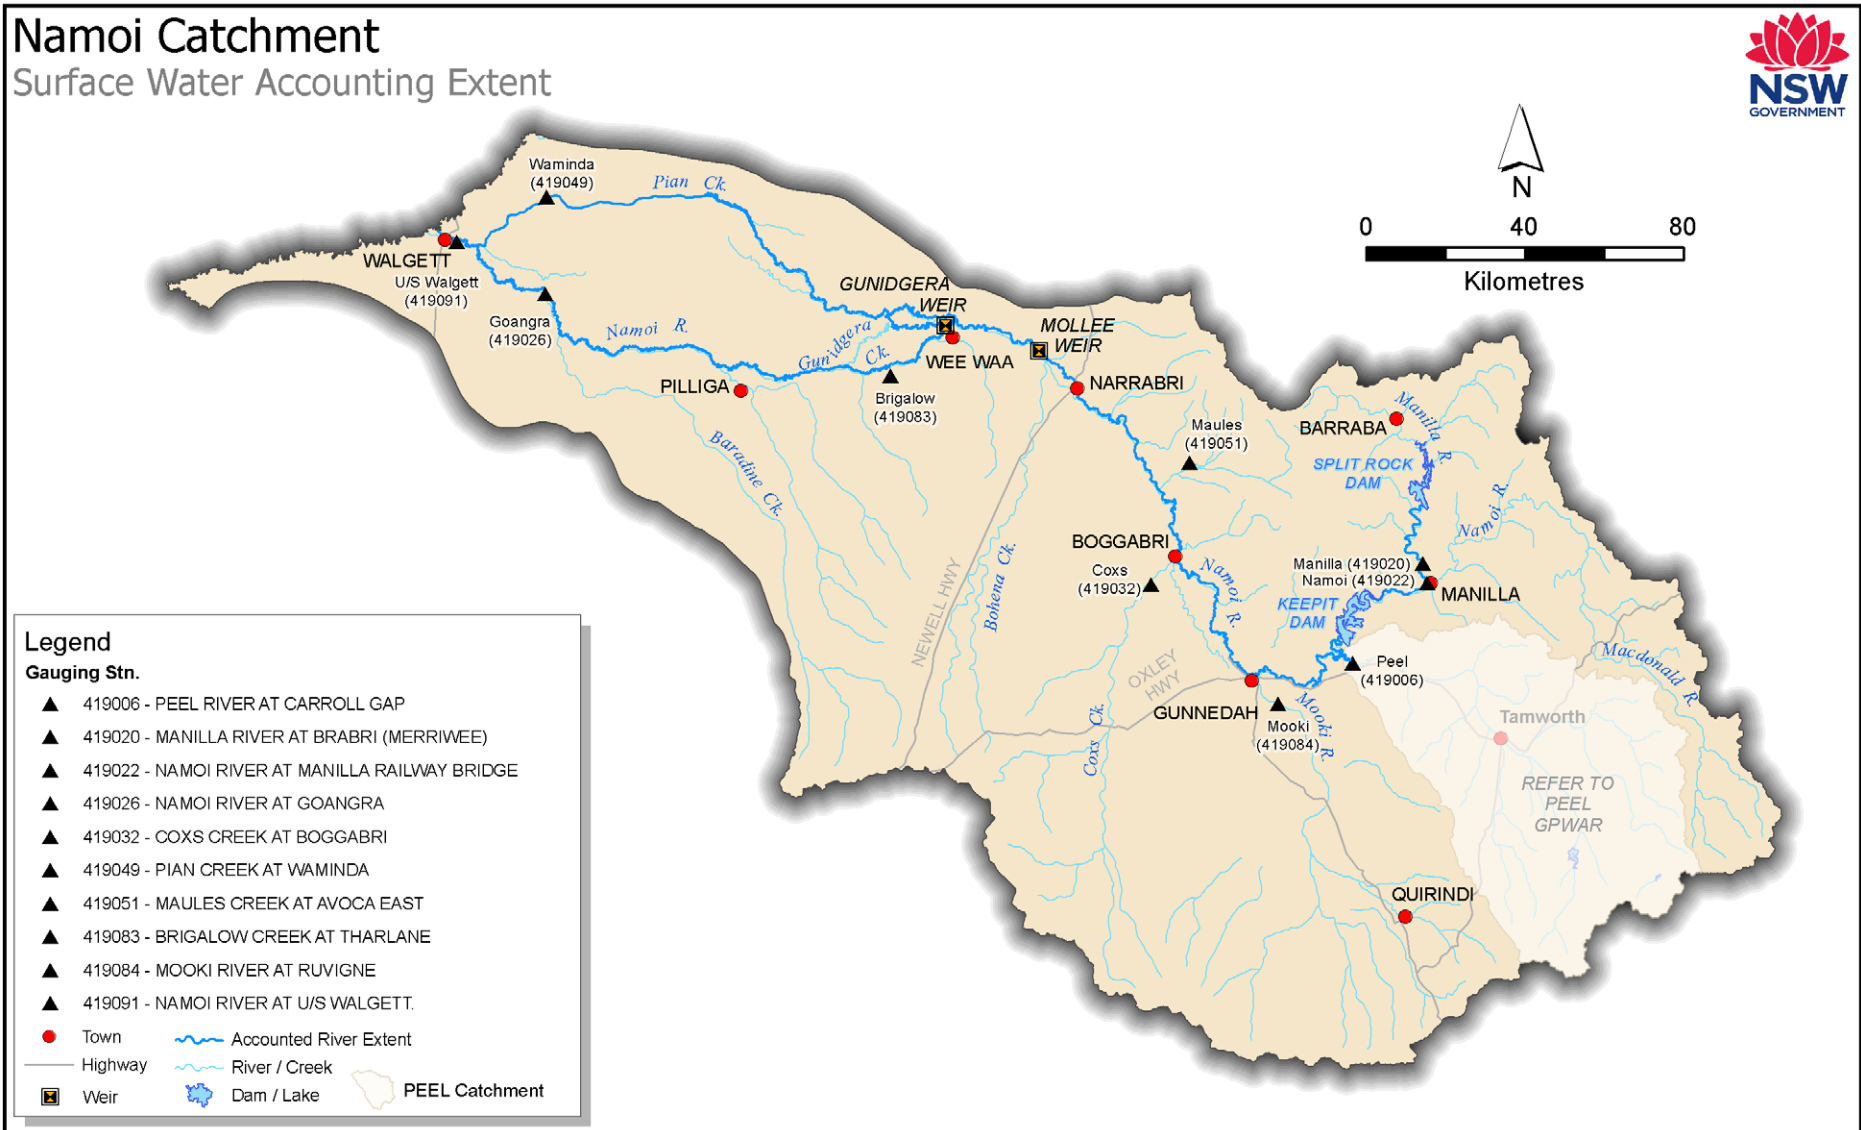 Namoi Catchment
Surface Water Accounting Extent
NSW
GOVERNMENT
N
0 40 80
Kilometres
Waminda
(419049)
Pian Ck.
WALGETT
U/S Walgett
(419091)
Goangra
(419026)
Namoi R.
GUNIDGERA
WEIR
Gunidgera
Ck.
MOLLEE
WEIR
WEE WAA
PILLIGA
Brigalow
(419083)
NARRABRI
Maules
(419051)
BARRABA
Manilla R.
SPLIT ROCK
DAM
Namoi R.
Baradine Ck.
BOGGABRI
Coxs
(419032)
Namoi R.
Manilla (419020)
Namoi (419022)
MANILLA
KEEPIT
DAM
NEWELL HWY
Bohena Ck.
OXLEY
HWY
Peel
(419006)
Macdonald R.
GUNNEDAH
Mooki
(419084)
Mooki R.
Coxs Ck.
Tamworth
REFER TO
PEEL
GPWAR
QUIRINDI
Legend
Gauging Stn.
419006 - PEEL RIVER AT CARROLL GAP
419020 - MANILLA RIVER AT BRABRI (MERRIWEE)
419022 - NAMOI RIVER AT MANILLA RAILWAY BRIDGE
419026 - NAMOI RIVER AT GOANGRA
419032 - COXS CREEK AT BOGGABRI
419049 - PIAN CREEK AT WAMINDA
419051 - MAULES CREEK AT AVOCA EAST
419083 - BRIGALOW CREEK AT THARLANE
419084 - MOOKI RIVER AT RUVIGNE
419091 - NAMOI RIVER AT U/S WALGETT.
Town
Accounted River Extent
Highway
River / Creek
Weir
Dam / Lake
PEEL Catchment